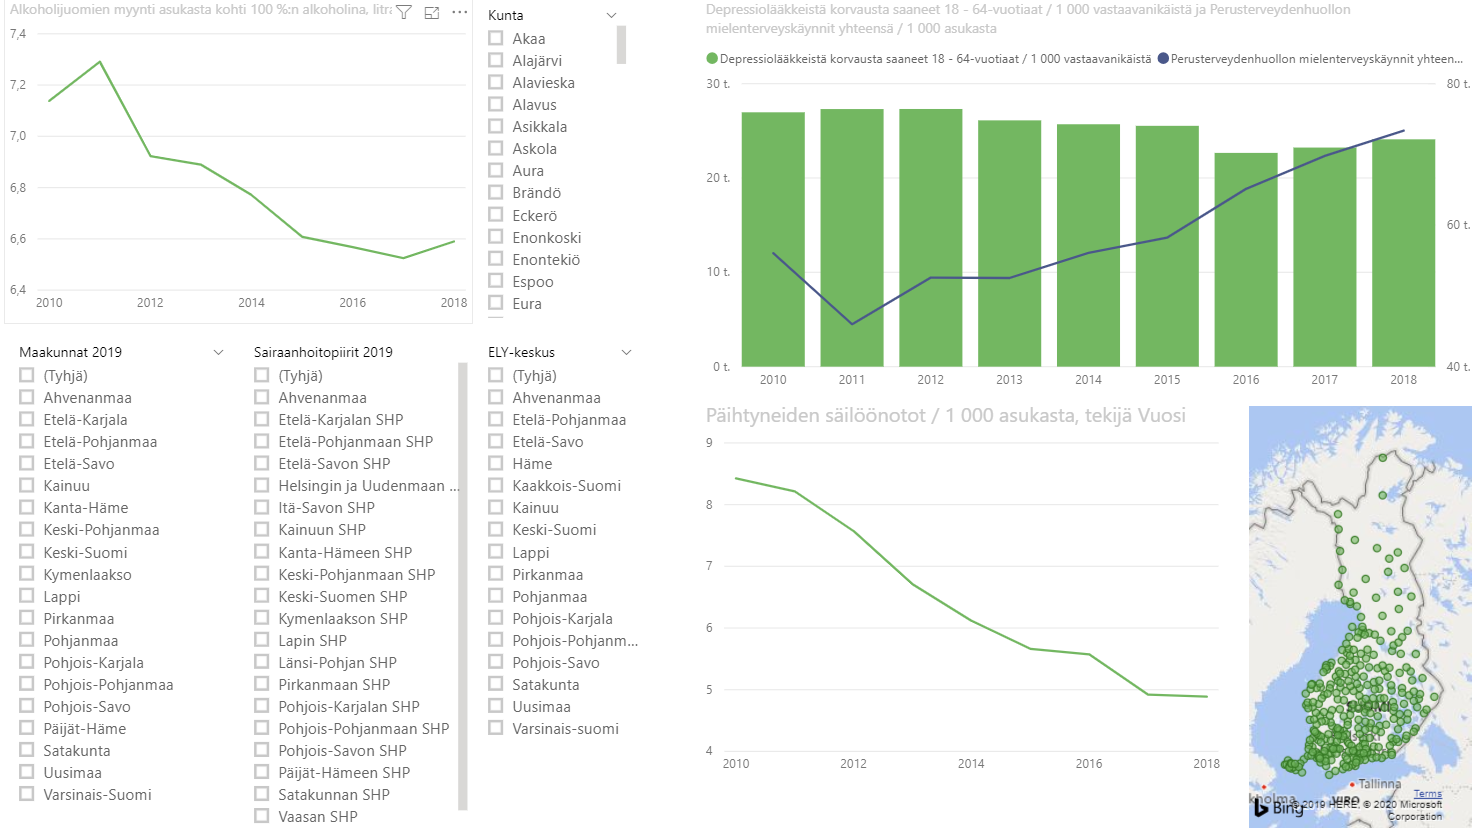 Alkoholijuomien myynti asukasta kohti 100 %:n alkoholina, litra
7,4
7,2
7,0
6,8
6,6
6,4
2010 2012 2014 2016 2018
Kunta
Akaa
Alajärvi
Alavieska
Alavus
Asikkala
Askola
Aura
Brändö
Eckerö
Enonkoski
Enontekiö
Espoo
Eura
Depressiolääkkeistä korvausta saaneet 18 - 64-vuotiaat / 1 000 vastaavanikäistä ja Perusterveydenhuollon
mielenterveyskäynnit yhteensä / 1 000 asukasta
Depressiolääkkeistä korvausta saaneet 18 - 64-vuotiaat / 1 000 vastaavanikäistä Perusterveydenhuollon mielenterveyskäynnit yhteen...
30 t. 80 t.
20 t.
60 t.
10 t.
0 t. 40 t.
2010 2011 2012 2013 2014 2015 2016 2017 2018
Maakunnat 2019
(Tyhjä)
Ahvenanmaa
Etelä-Karjala
Etelä-Pohjanmaa
Etelä-Savo
Kainuu
Kanta-Häme
Keski-Pohjanmaa
Keski-Suomi
Kymenlaakso
Lappi
Pirkanmaa
Pohjanmaa
Pohjois-Karjala
Pohjois-Pohjanmaa
Pohjois-Savo
Päijät-Häme
Satakunta
Uusimaa
Varsinais-Suomi
Sairaanhoitopiirit 2019
(Tyhjä)
Ahvenanmaa
Etelä-Karjalan SHP
Etelä-Pohjanmaan SHP
Etelä-Savon SHP
Helsingin ja Uudenmaan ...
Itä-Savon SHP
Kainuun SHP
Kanta-Hämeen SHP
Keski-Pohjanmaan SHP
Keski-Suomen SHP
Kymenlaakson SHP
Lapin SHP
Länsi-Pohjan SHP
Pirkanmaan SHP
Pohjois-Karjalan SHP
Pohjois-Pohjanmaan SHP
Pohjois-Savon SHP
Päijät-Hämeen SHP
Satakunnan SHP
Vaasan SHP
ELY-keskus
(Tyhjä)
Ahvenanmaa
Etelä-Pohjanmaa
Etelä-Savo
Häme
Kaakkois-Suomi
Kainuu
Keski-Suomi
Lappi
Pirkanmaa
Pohjanmaa
Pohjois-Karjala
Pohjois-Pohjanm...
Pohjois-Savo
Satakunta
Uusimaa
Varsinais-suomi
Päihtyneiden säilöönotot / 1 000 asukasta, tekijä Vuosi
9
8
7
6
5
4
2010 2012 2014 2016 2018
SUOMI
Tallinna
kholma VIRO Terms
Bing © 2019 HERE, © 2020 Microsoft
Corporation